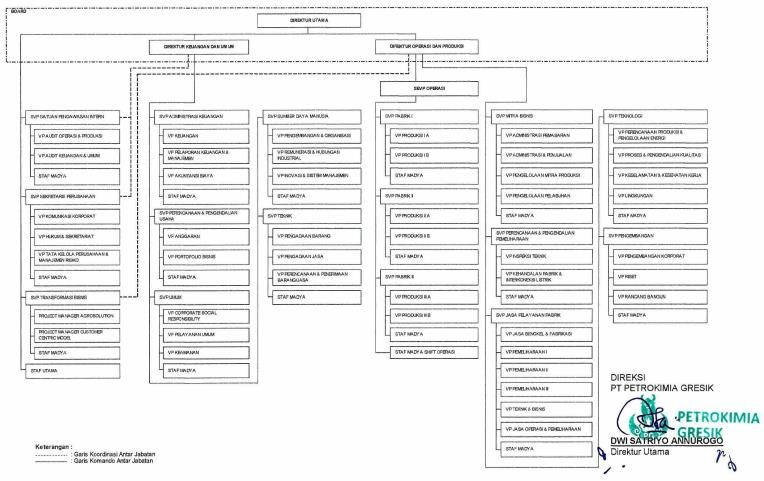 BOARD
DIREKTUR UTAMA
DIREKTUR KEUANGAN DAN UMUM
DIREKTUR OPERASI DAN PRODUKSI
SEVP OPERASI
SVP SATUAN PENGAWASAN INTERN
VP AUDIT OPERASI & PRODUKSI
VP AUDIT KEUANGAN & UMUM
STAF MADYA
SVP SEKRETARIS PERUSAHAAN
VP KOMUNIKASI KORPORAT
VP HUKUM & SEKRETARIAT
VP TATA KELOLA PERUSAHAAN &
MANAJEMEN RISIKO
STAF MADYA
SVP TRANSFORMASI BISNIS
PROJECT MANAGER AGROSOLUTION
PROJECT MANAGER CUSTOMER
CENTRIC MODEL
STAF MADYA
STAF UTAMA
SVP ADMINISTRASI KEUANGAN
VP KEUANGAN
VP PELAPORAN KEUANGAN &
MANAJEMEN
VP AKUNTANSI BIAYA
STAF MADYA
SVP PERENCANAAN & PENGENDALIAN
USAHA
VP ANGGARAN
VP PORTOFOLIO BISNIS
STAF MADYA
SVP UMUM
VP CORPORATE SOCIAL
RESPONSIBILITY
VP PELAYANAN UMUM
VP KEAMANAN
STAF MADYA
SVP SUMBER DAYA MANUSIA
VP PENGEMBANGAN & ORGANISASI
VP REMUNERASI & HUBUNGAN
INDUSTRIAL
VP INOVASI & SISTEM MANAJEMEN
STAF MADYA
SVP TEKNIK
VP PENGADAAN BARANG
VP PENGADAAN JASA
VP PERENCANAAN & PENERIMAAN
BARANG/JASA
STAF MADYA
SVP PABRIK I
VP PRODUKSI I A
VP PRODUKSI I B
STAF MADYA
SVP PABRIK II
VP PRODUKSI II A
VP PRODUKSI II B
STAF MADYA
SVP PABRIK III
VP PRODUKSI III A
VP PRODUKSI III B
STAF MADYA
STAF MADYA SHIFT OPERASI
SVP MITRA BISNIS
VP ADMINISTRASI PEMASARAN
VP ADMINISTRASI & PENJUALAN
VP PENGELOLAAN MITRA PRODUKSI
VP PENGELOLAAN PELABUHAN
STAF MADYA
SVP PERENCANAAN & PENGENDALIAN
PEMELIHARAAN
VP INSPEKSI TEKNIK
VP KEHANDALAN PABRIK &
INTERKONEKSI LISTRIK
STAF MADYA
SVP JASA PELAYANAN PABRIK
VP JASA BENGKEL & FABRIKASI
VP PEMELIHARAAN I
VP PEMELIHARAAN II
VP PEMELIHARAAN III
VP TEKNIK & BISNIS
VP JASA OPERASI & PEMELIHARAAN
STAF MADYA
SVP TEKNOLOGI
VP PERENCANAAN PRODUKSI &
PENGELOLAAN ENERGI
VP PROSES & PENGENDALIAN KUALITAS
VP KESELAMATAN & KESEHATAN KERJA
VP LINGKUNGAN
STAF MADYA
SVP PENGEMBANGAN
VP PENGEMBANGAN KORPORAT
VP RISET
VP RANCANG BANGUN
STAF MADYA
Keterangan :
: Garis Koordinasi Antar Jabatan
: Garis Komando Antar Jabatan
DIREKSI
PT PETROKIMIA GRESIK
PETROKIMIA
GRESIK
DWI SATRIYO ANNUROGO
Direktur Utama